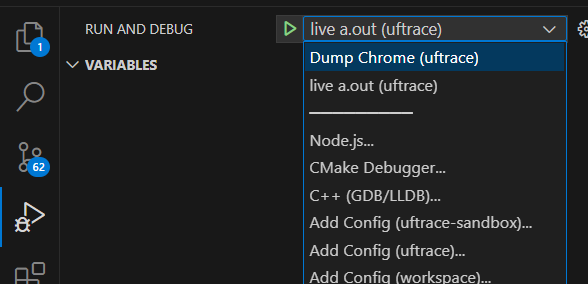 RUN AND DEBUG
live a.out (uftrace)
1
Dump Chrome (uftrace)
VARIABLES
live a.out (uftrace)
Node.js...
62
CMake Debugger...
C++ (GDB/LLDB)...
Add Config (uftrace-sandbox)...
Add Config (uftrace)...
Add Config (workspace)...